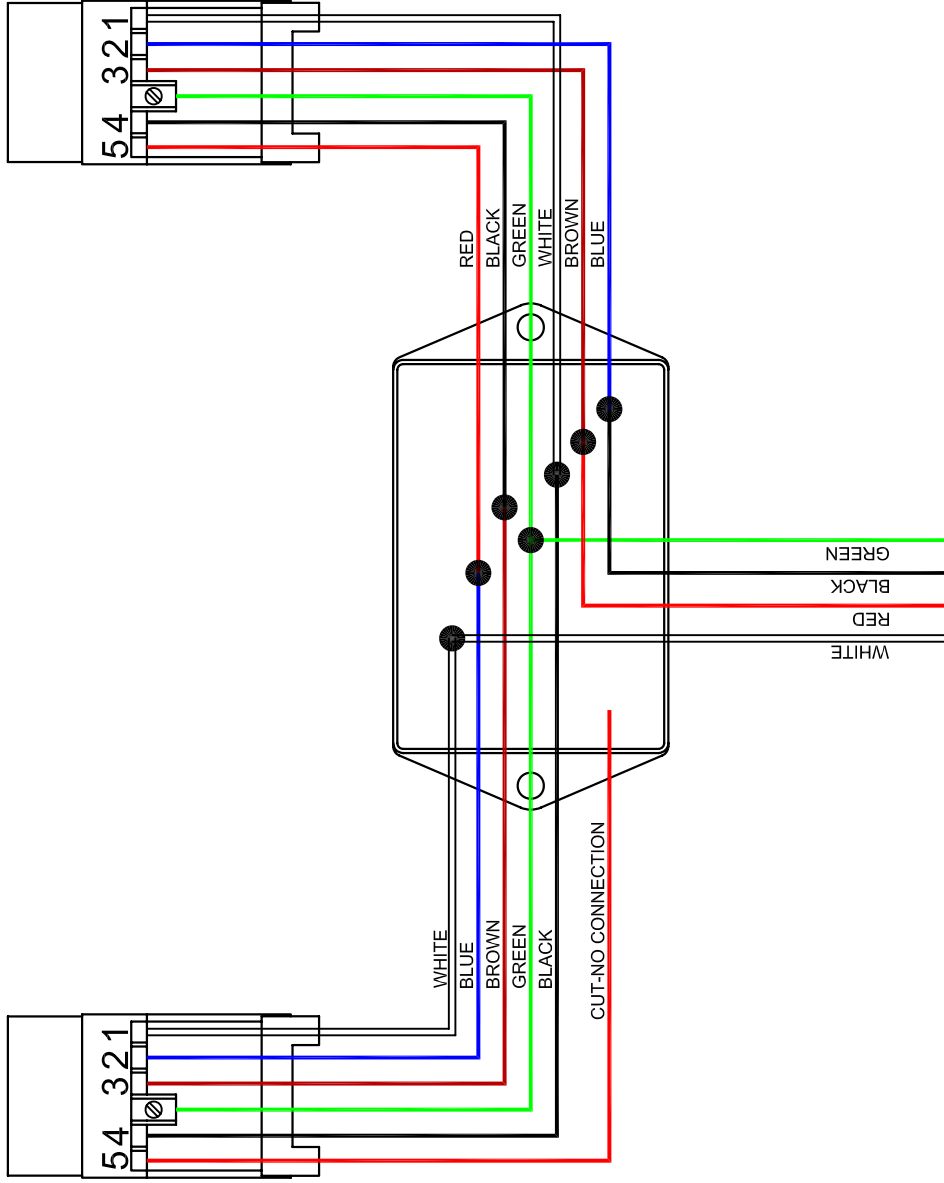 1
2
3
4
5
RED
BLACK
GREEN
WHITE
BROWN
BLUE
GREEN
BLACK
RED
WHITE
WHITE
BLUE
BROWN
GREEN
BLACK
CUT-NO CONNECTION
1
2
3
4
5